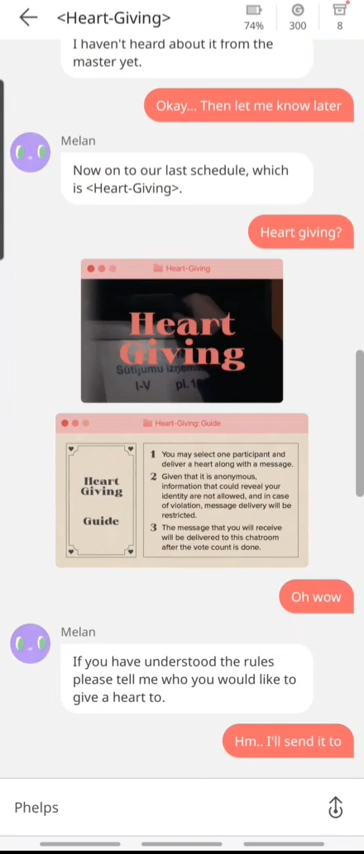 <Heart-Giving>
74%
300
8
I haven't heard about it from the
master yet.
Okay... Then let me know later
Melan
Now on to our last schedule, which
is <Heart-Giving>.
Heart giving?
Heart-Giving
Heart
Giving
Sūtījumu izņem
I-V pl.1
Heart-Giving: Guide
Heart
Giving
Guide
1 You may select one participant and
deliver a heart along with a message.
2 Given that it is anonymous,
information that could reveal your
identity are not allowed, and in case
of violation, message delivery will be
restricted.
3 The message that you will receive
will be delivered to this chatroom
after the vote count is done.
Oh wow
Melan
If you have understood the rules
please tell me who you would like to
give a heart to.
Hm.. I'll send it to
Phelps